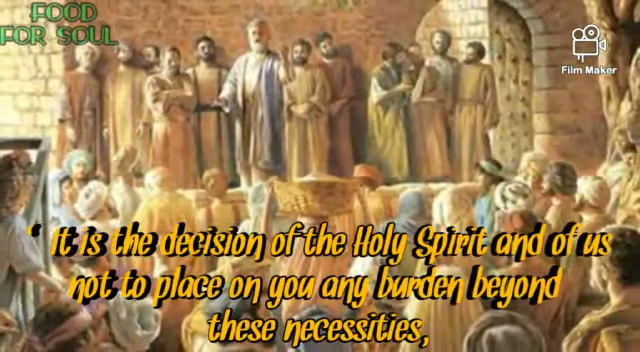 FOOD
FOR SOUL
Film Maker
“ It is the decision of the Holy Spirit and of us
not to place on you any burden beyond
these necessities,